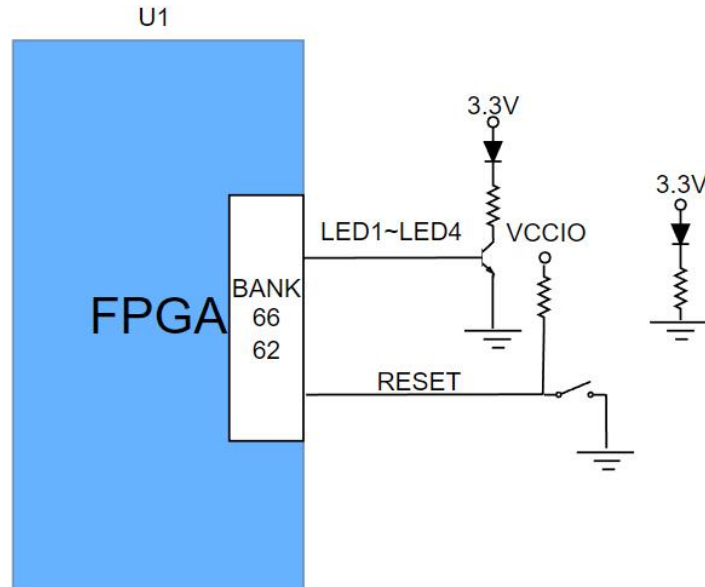 U1
3.3V
3.3V
LED1~LED4
VCCIO
BANK
66
62
FPGA
RESET